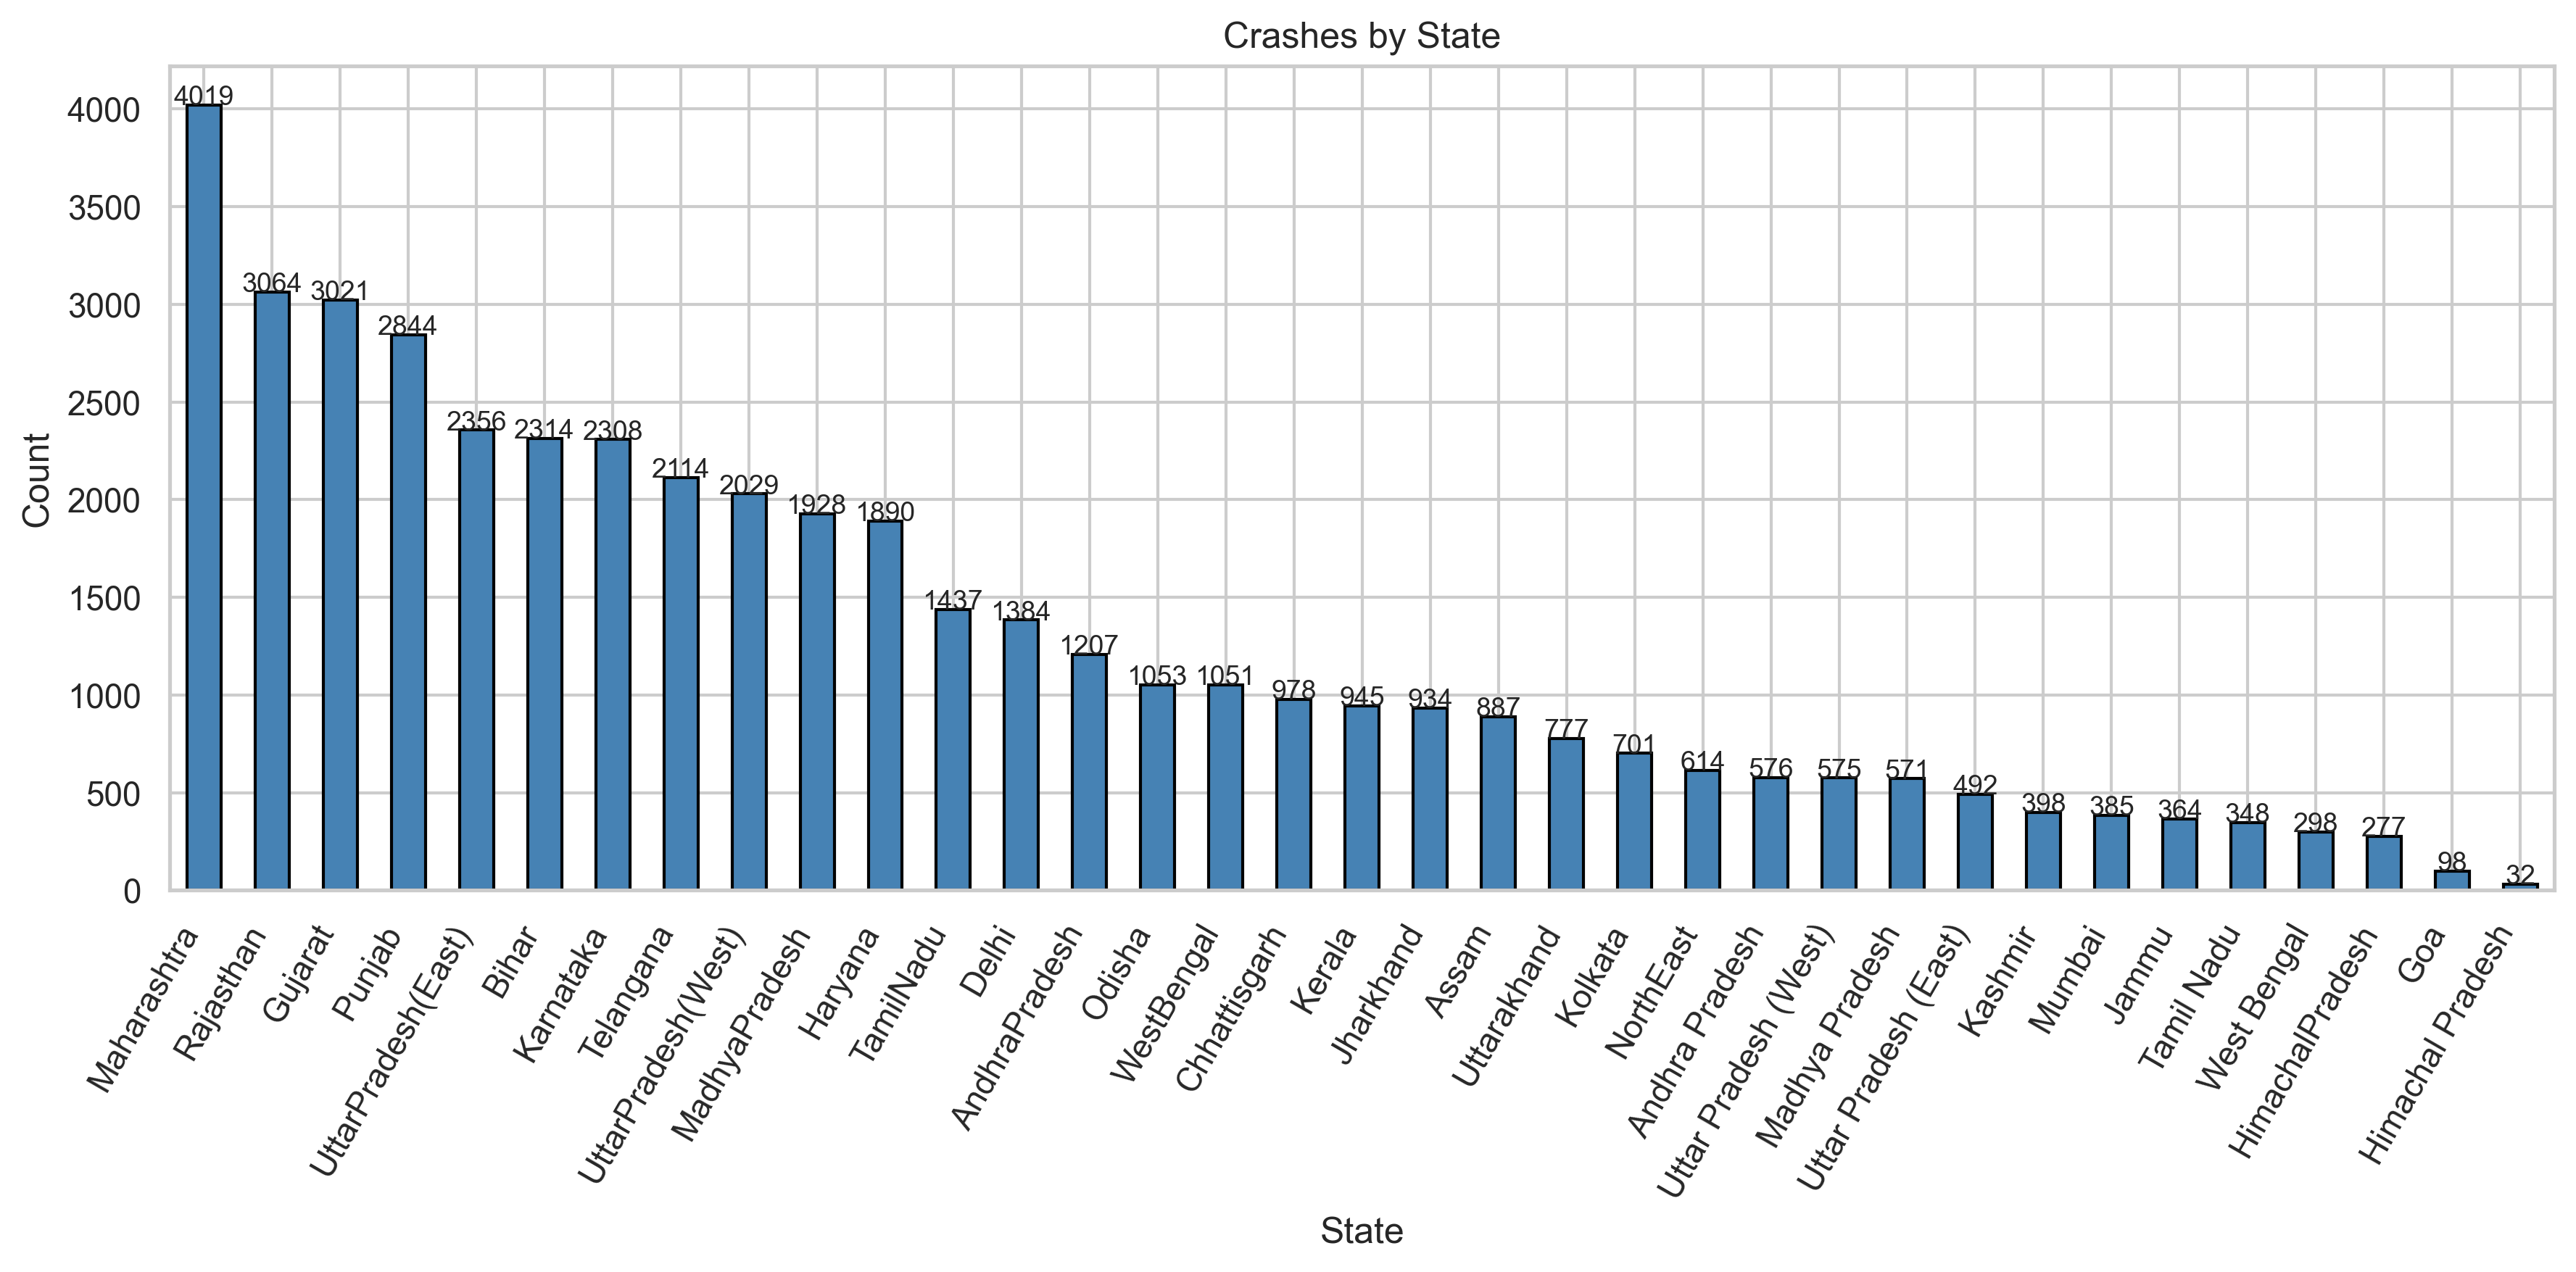 Crashes by State
Count
4000
3500
3000
2500
2000
1500
1000
500
0
4019
3064
3021
2844
2356
2314
2308
2114
2029
1928
1890
1437
1384
1207
1053
1051
978
945
934
887
777
701
614
576
575
571
492
398
385
364
348
298
277
98
32
Maharashtra
Rajasthan
Gujarat
Punjab
UttarPradesh(East)
Bihar
Karnataka
Telangana
UttarPradesh(West)
MadhyaPradesh
Haryana
TamilNadu
Delhi
AndhraPradesh
Odisha
WestBengal
Chhattisgarh
Kerala
Jharkhand
Assam
Uttarakhand
Kolkata
NorthEast
Andhra Pradesh
Uttar Pradesh (West)
Madhya Pradesh
Uttar Pradesh (East)
Kashmir
Mumbai
Jammu
Tamil Nadu
West Bengal
HimachalPradesh
Goa
Himachal Pradesh
State